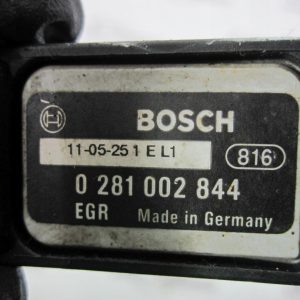 BOSCH
11-05-25 1 E L1
816
0 281 002 844
EGR Made in Germany